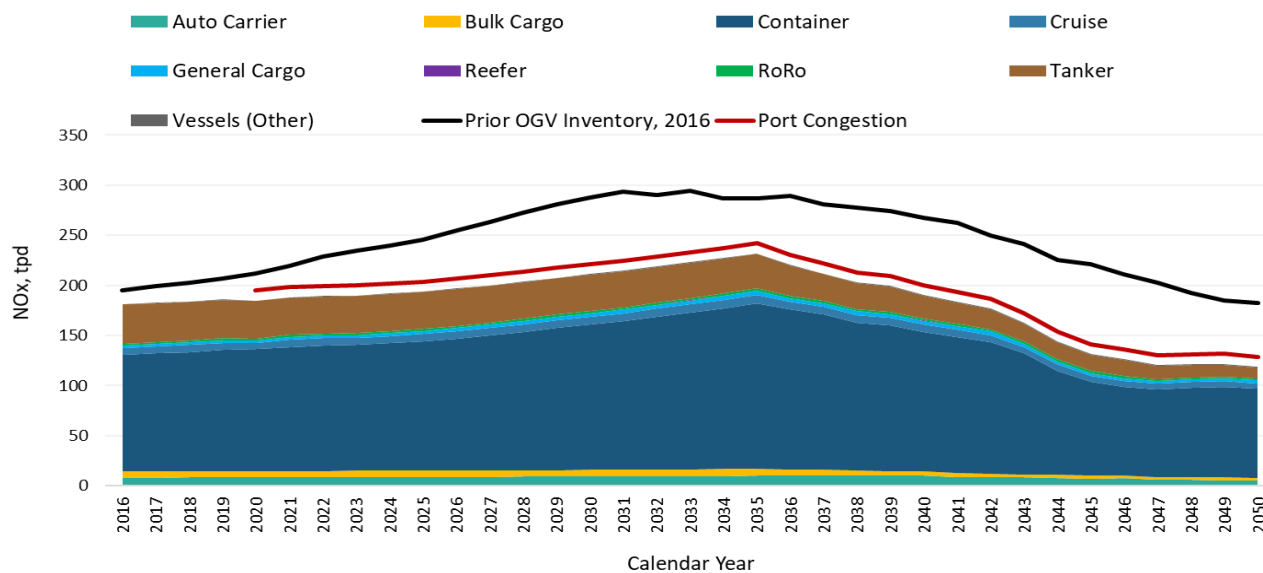 Auto Carrier Bulk Cargo Container Cruise
General Cargo Reefer RoRo Tanker
Vessels (Other) Prior OGV Inventory, 2016 Port Congestion
350
300
250
200
150
100
50
0
NOx, tpd
2016 2017 2018 2019 2020 2021 2022 2023 2024 2025 2026 2027 2028 2029 2030 2031 2032 2033 2034 2035 2036 2037 2038 2039 2040 2041 2042 2043 2044 2045 2046 2047 2048 2049 2050
Calendar Year